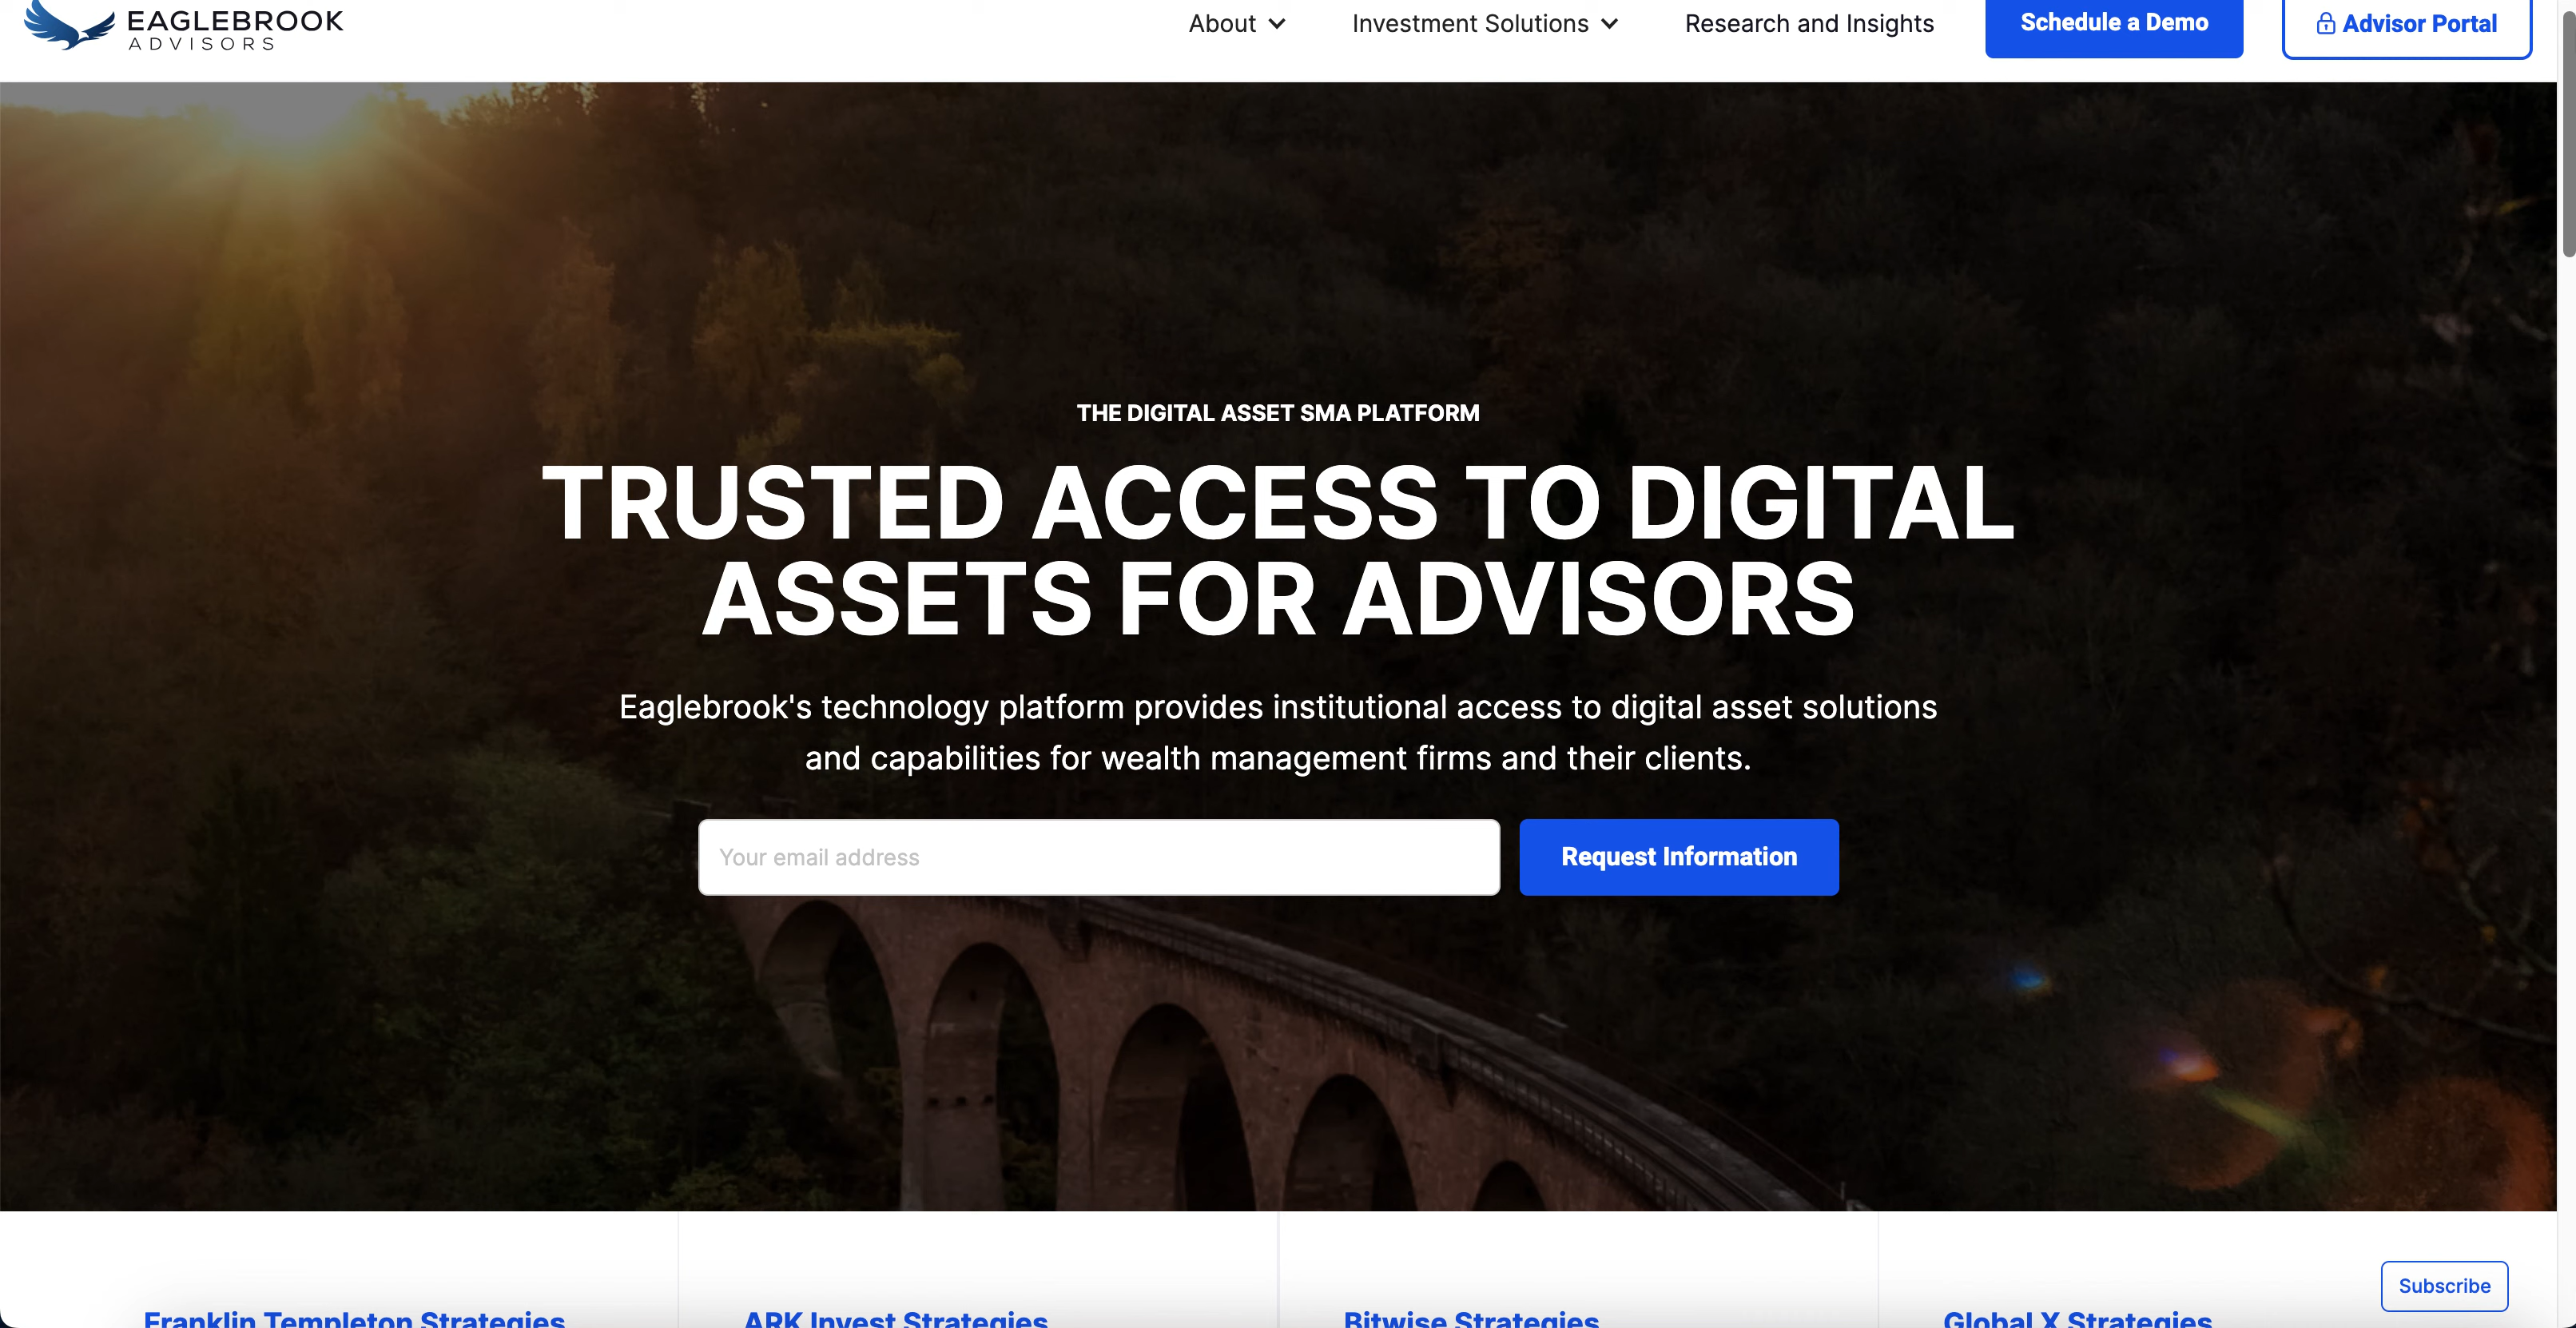 EAGLEBROOK
ADVISORS
About
Investment Solutions
Research and Insights
Schedule a Demo
Advisor Portal
THE DIGITAL ASSET SMA PLATFORM
TRUSTED ACCESS TO DIGITAL
ASSETS FOR ADVISORS
Eaglebrook's technology platform provides institutional access to digital asset solutions
and capabilities for wealth management firms and their clients.
Your email address
Request Information
Subscribe
Franklin Templeton Strategies
ARK Invest Strategies
Bitwise Strategies
Global X Strategies